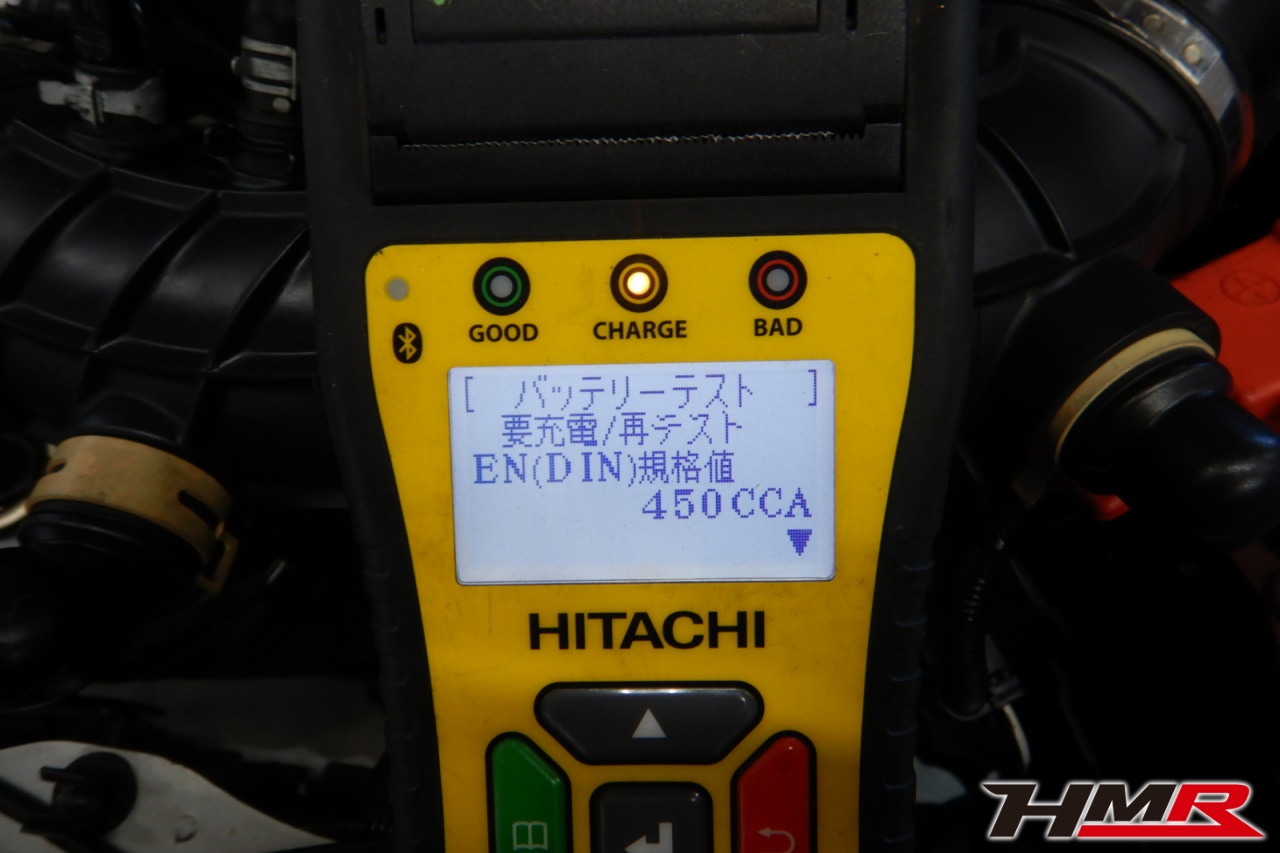 GOOD
CHARGE
BAD
[ バッテリーテスト ]
要充電/再テスト
EN(DIN)規格値
450CCA
HITACHI
HMR